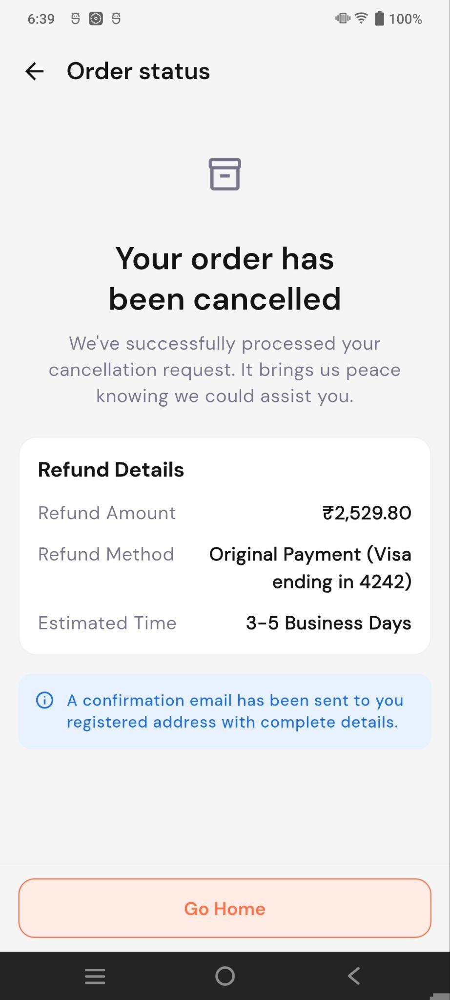 6:39
100%
Order status
Your order has
been cancelled
We've successfully processed your
cancellation request. It brings us peace
knowing we could assist you.
Refund Details
Refund Amount ₹2,529.80
Refund Method Original Payment (Visa
ending in 4242)
Estimated Time 3–5 Business Days
A confirmation email has been sent to you
registered address with complete details.
Go Home